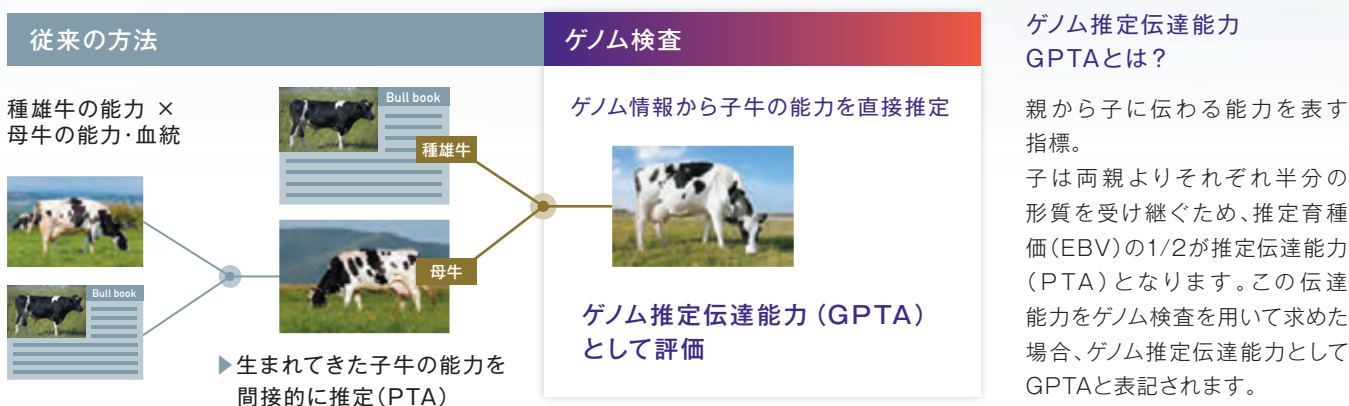 従来の方法
種雄牛の能力 ×
母牛の能力・血統
Bull book
Bull book
種雄牛
母牛
▶生まれてきた子牛の能力を
間接的に推定(PTA)
ゲノム検査
ゲノム情報から子牛の能力を直接推定
ゲノム推定伝達能力(GPTA)
として評価
ゲノム推定伝達能力
GPTAとは?
親から子に伝わる能力を表す
指標。
子は両親よりそれぞれ半分の
形質を受け継ぐため、推定育種
価(EBV)の1/2が推定伝達能力
(PTA)となります。この伝達
能力をゲノム検査を用いて求めた
場合、ゲノム推定伝達能力として
GPTAと表記されます。